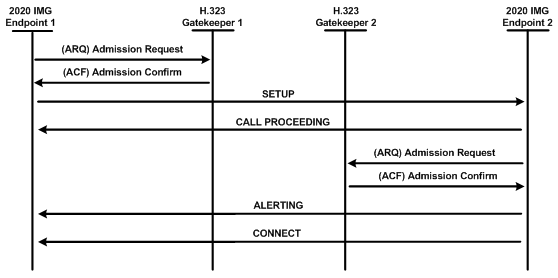 2020 IMG
Endpoint 1
H.323
Gatekeeper 1
H.323
Gatekeeper 2
2020 IMG
Endpoint 2
(ARQ) Admission Request
(ACF) Admission Confirm
SETUP
CALL PROCEEDING
(ARQ) Admission Request
(ACF) Admission Confirm
ALERTING
CONNECT